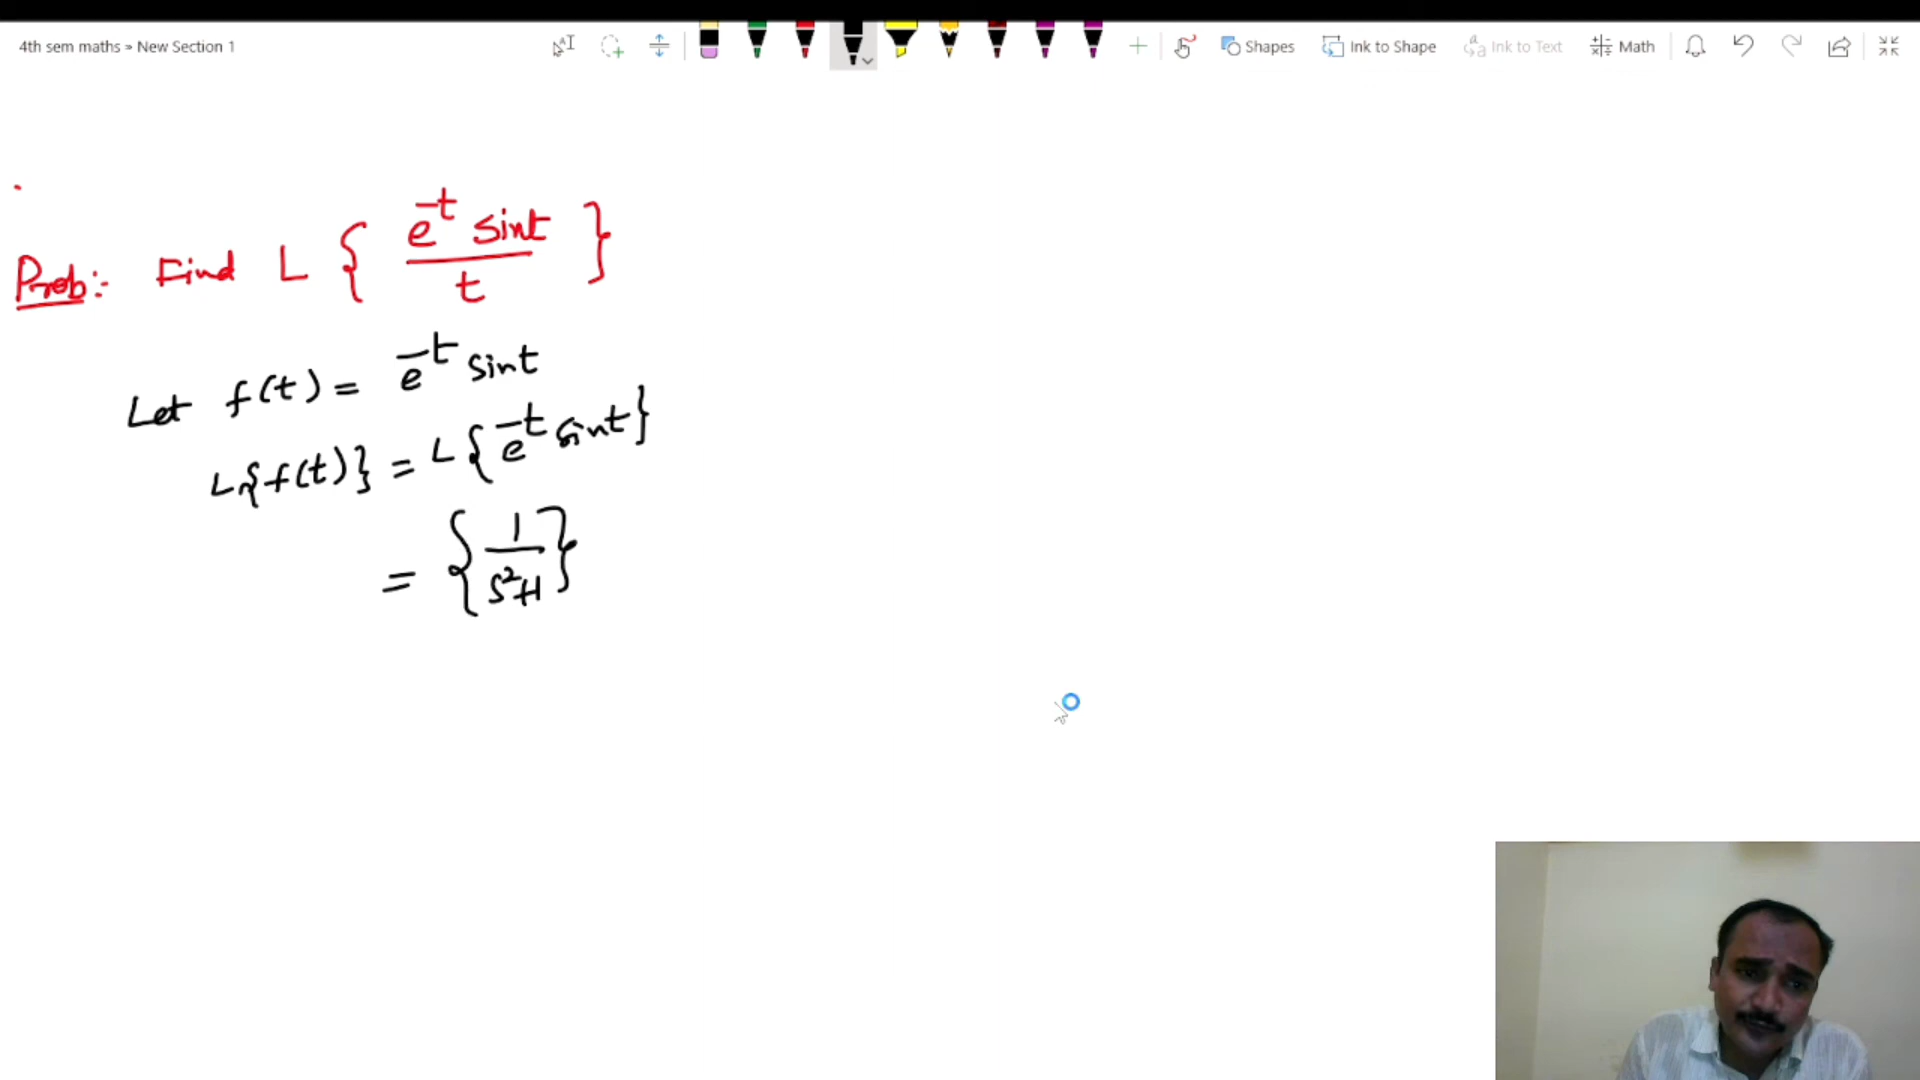 4th sem maths » New Section 1
Shapes Ink to Shape Ink to Text Math
Prob:- Find L { e^-t sint / t }
Let f(t) = e^-t sint
L{f(t)} = L{e^-t sint}
= { 1 / s²+1 }